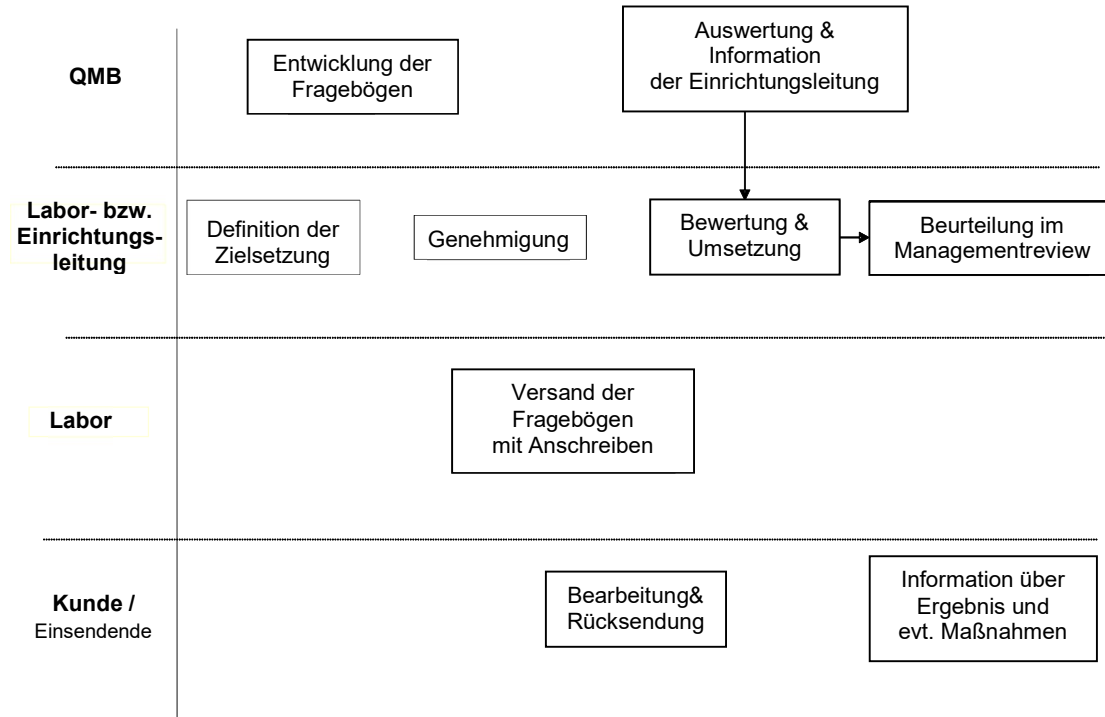 QMB
Entwicklung der
Fragebögen
Auswertung &
Information
der Einrichtungsleitung
Labor- bzw.
Einrichtungs-
leitung
Definition der
Zielsetzung
Genehmigung
Bewertung &
Umsetzung
Beurteilung im
Managementreview
Labor
Versand der
Fragebögen
mit Anschreiben
Kunde /
Einsendende
Bearbeitung&
Rücksendung
Information über
Ergebnis und
evt. Maßnahmen